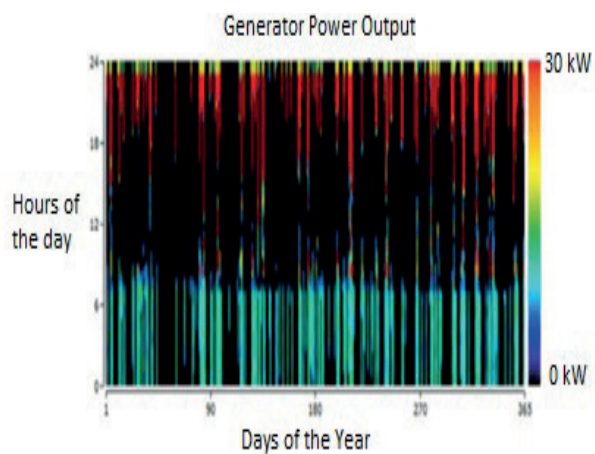 Generator Power Output
24
18
12
6
0
Hours of
the day
30 kW
0 kW
1
90
180
270
365
Days of the Year